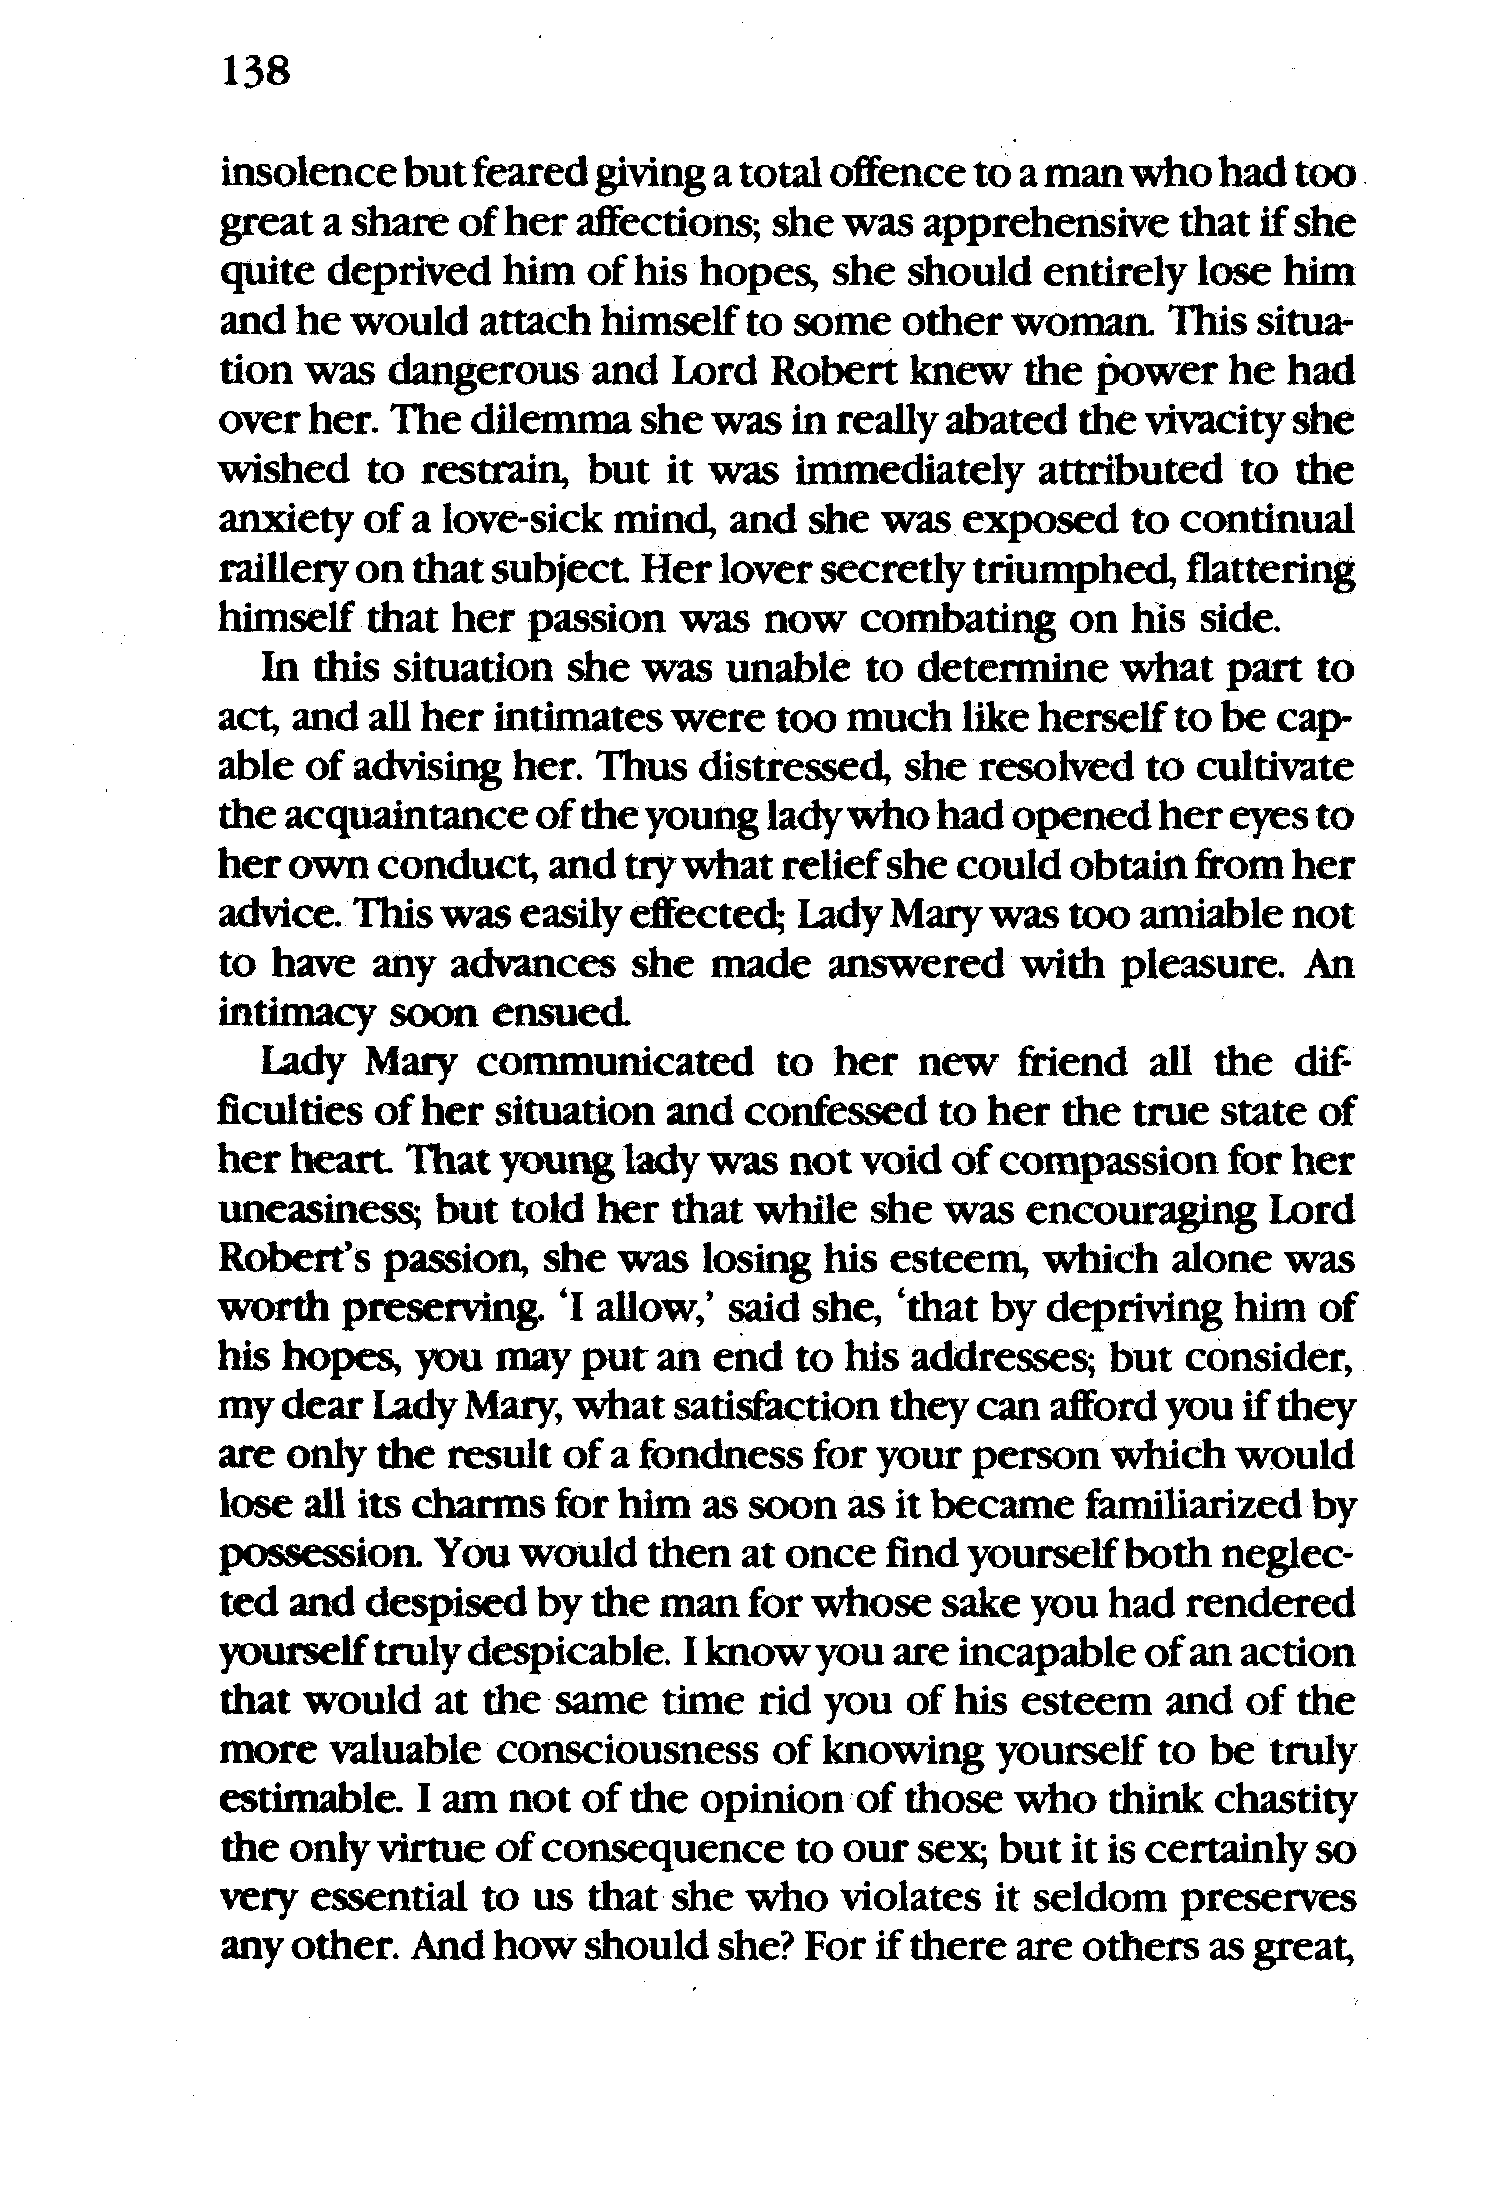 138
insolence but feared giving a total offence to a man who had too
great a share of her affections; she was apprehensive that if she
quite deprived him of his hopes, she should entirely lose him
and he would attach himself to some other woman. This situa-
tion was dangerous and Lord Robert knew the power he had
over her. The dilemma she was in really abated the vivacity she
wished to restrain, but it was immediately attributed to the
anxiety of a love-sick mind, and she was exposed to continual
raillery on that subject. Her lover secretly triumphed, flattering
himself that her passion was now combating on his side.
In this situation she was unable to determine what part to
act, and all her intimates were too much like herself to be cap-
able of advising her. Thus distressed, she resolved to cultivate
the acquaintance of the young lady who had opened her eyes to
her own conduct, and try what relief she could obtain from her
advice. This was easily effected; Lady Mary was too amiable not
to have any advances she made answered with pleasure. An
intimacy soon ensued.
Lady Mary communicated to her new friend all the dif-
ficulties of her situation and confessed to her the true state of
her heart. That young lady was not void of compassion for her
uneasiness; but told her that while she was encouraging Lord
Robert's passion, she was losing his esteem, which alone was
worth preserving. ‘I allow,’ said she, ‘that by depriving him of
his hopes, you may put an end to his addresses; but consider,
my dear Lady Mary, what satisfaction they can afford you if they
are only the result of a fondness for your person which would
lose all its charms for him as soon as it became familiarized by
possession. You would then at once find yourself both neglec-
ted and despised by the man for whose sake you had rendered
yourself truly despicable. I know you are incapable of an action
that would at the same time rid you of his esteem and of the
more valuable consciousness of knowing yourself to be truly
estimable. I am not of the opinion of those who think chastity
the only virtue of consequence to our sex; but it is certainly so
very essential to us that she who violates it seldom preserves
any other. And how should she? For if there are others as great,